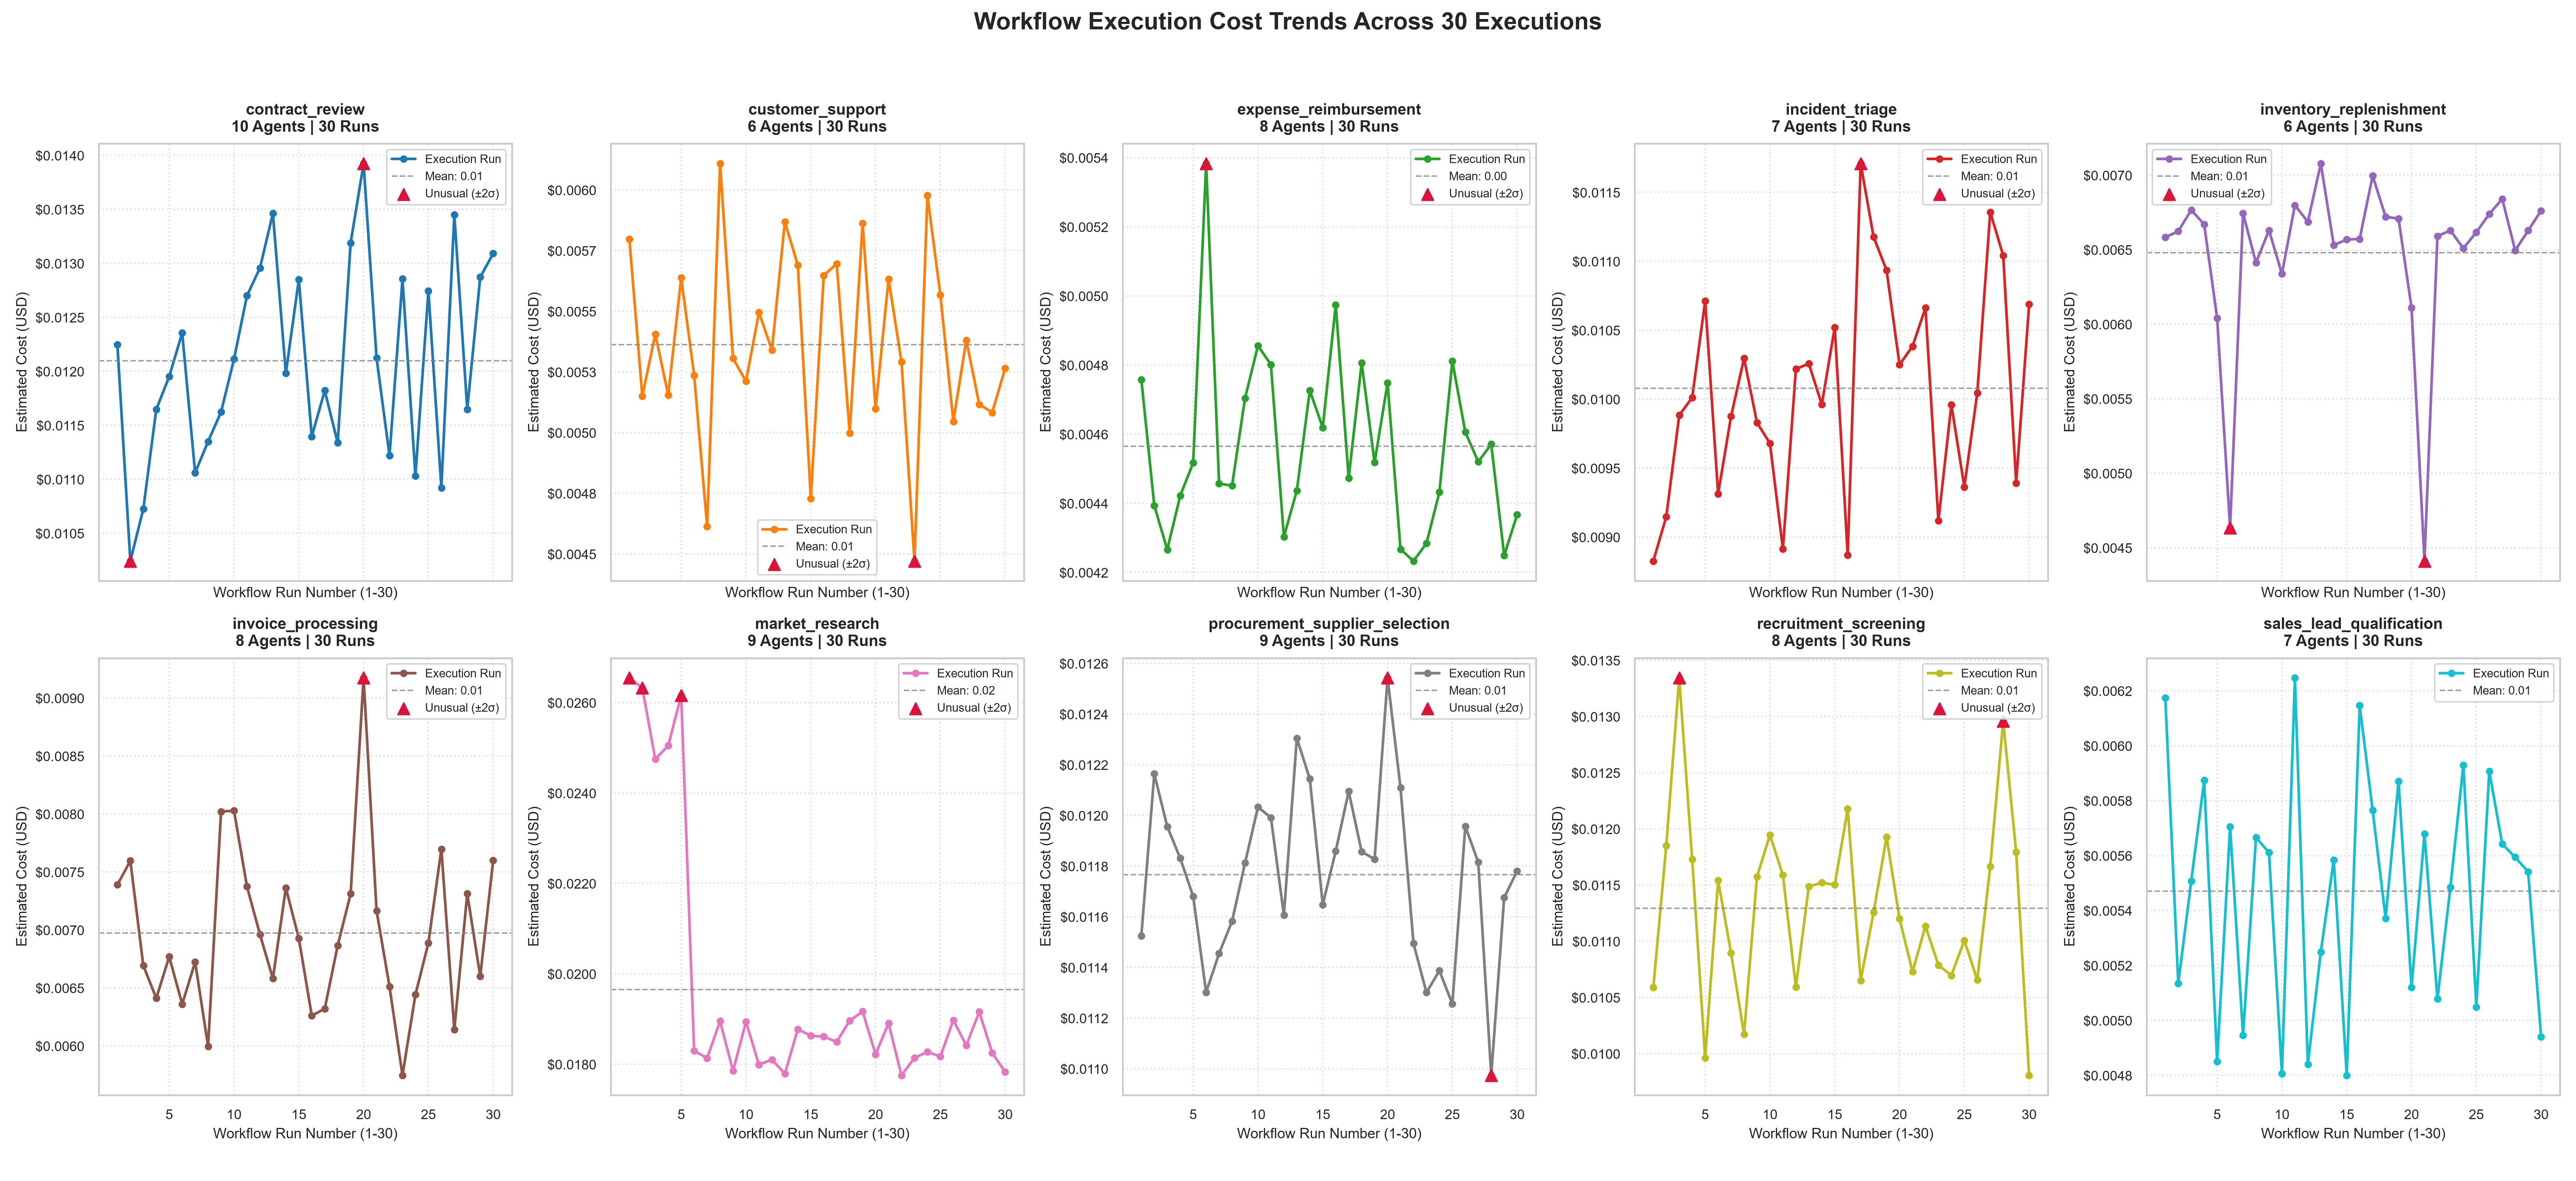 Workflow Execution Cost Trends Across 30 Executions
contract_review
10 Agents | 30 Runs
Estimated Cost (USD)
$0.0140
$0.0135
$0.0130
$0.0125
$0.0120
$0.0115
$0.0110
$0.0105
Execution Run
Mean: 0.01
Unusual (±2σ)
Workflow Run Number (1-30)
customer_support
6 Agents | 30 Runs
Estimated Cost (USD)
$0.0060
$0.0057
$0.0055
$0.0053
$0.0050
$0.0048
$0.0045
Execution Run
Mean: 0.01
Unusual (±2σ)
Workflow Run Number (1-30)
expense_reimbursement
8 Agents | 30 Runs
Estimated Cost (USD)
$0.0054
$0.0052
$0.0050
$0.0048
$0.0046
$0.0044
$0.0042
Execution Run
Mean: 0.00
Unusual (±2σ)
Workflow Run Number (1-30)
incident_triage
7 Agents | 30 Runs
Estimated Cost (USD)
$0.0115
$0.0110
$0.0105
$0.0100
$0.0095
$0.0090
Execution Run
Mean: 0.01
Unusual (±2σ)
Workflow Run Number (1-30)
inventory_replenishment
6 Agents | 30 Runs
Estimated Cost (USD)
$0.0070
$0.0065
$0.0060
$0.0055
$0.0050
$0.0045
Execution Run
Mean: 0.01
Unusual (±2σ)
Workflow Run Number (1-30)
invoice_processing
8 Agents | 30 Runs
Estimated Cost (USD)
$0.0090
$0.0085
$0.0080
$0.0075
$0.0070
$0.0065
$0.0060
Execution Run
Mean: 0.01
Unusual (±2σ)
5 10 15 20 25 30
Workflow Run Number (1-30)
market_research
9 Agents | 30 Runs
Estimated Cost (USD)
$0.0260
$0.0240
$0.0220
$0.0200
$0.0180
Execution Run
Mean: 0.02
Unusual (±2σ)
5 10 15 20 25 30
Workflow Run Number (1-30)
procurement_supplier_selection
9 Agents | 30 Runs
Estimated Cost (USD)
$0.0126
$0.0124
$0.0122
$0.0120
$0.0118
$0.0116
$0.0114
$0.0112
$0.0110
Execution Run
Mean: 0.01
Unusual (±2σ)
5 10 15 20 25 30
Workflow Run Number (1-30)
recruitment_screening
8 Agents | 30 Runs
Estimated Cost (USD)
$0.0135
$0.0130
$0.0125
$0.0120
$0.0115
$0.0110
$0.0105
$0.0100
Execution Run
Mean: 0.01
Unusual (±2σ)
5 10 15 20 25 30
Workflow Run Number (1-30)
sales_lead_qualification
7 Agents | 30 Runs
Estimated Cost (USD)
$0.0062
$0.0060
$0.0058
$0.0056
$0.0054
$0.0052
$0.0050
$0.0048
Execution Run
Mean: 0.01
5 10 15 20 25 30
Workflow Run Number (1-30)